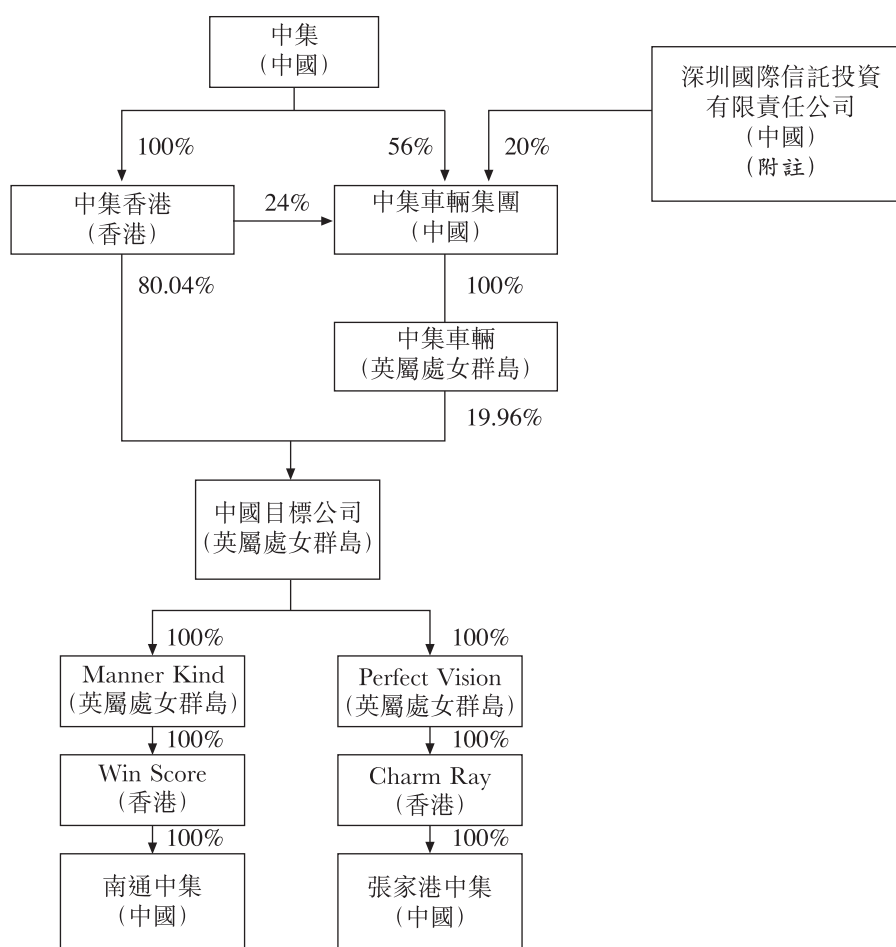 中集
（中國）
深圳國際信託投資
有限責任公司
（中國）
（附註）
100%
56%
20%
中集香港
（香港）
24%
中集車輛集團
（中國）
80.04%
100%
中集車輛
（英屬處女群島）
19.96%
中國目標公司
（英屬處女群島）
100%
100%
Manner Kind
（英屬處女群島）
Perfect Vision
（英屬處女群島）
100%
100%
Win Score
（香港）
Charm Ray
（香港）
100%
100%
南通中集
（中國）
張家港中集
（中國）